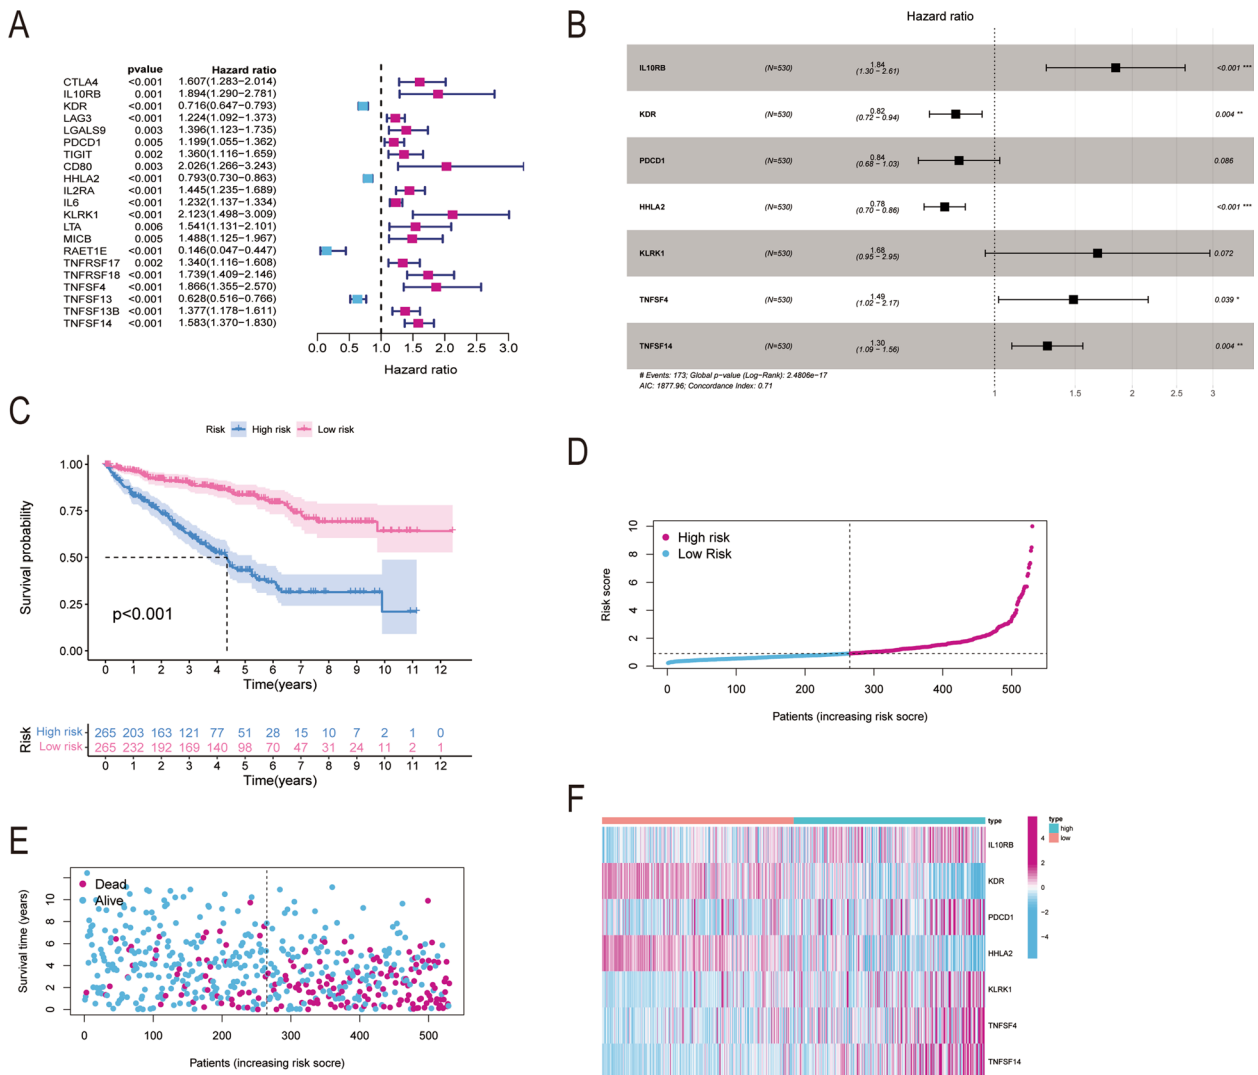 A
pvalue Hazard ratio
CTLA4 <0.001 1.607(1.283−2.014)
IL10RB 0.001 1.894(1.290−2.781)
KDR <0.001 0.716(0.647−0.793)
LAG3 <0.001 1.224(1.092−1.373)
LGALS9 0.003 1.396(1.123−1.735)
PDCD1 0.005 1.199(1.055−1.362)
TIGIT 0.002 1.360(1.116−1.659)
CD80 0.003 2.026(1.266−3.243)
HHLA2 <0.001 0.793(0.730−0.863)
IL2RA <0.001 1.445(1.235−1.689)
IL6 <0.001 1.232(1.137−1.334)
KLRK1 <0.001 2.123(1.498−3.009)
LTA 0.006 1.541(1.131−2.101)
MICB 0.005 1.488(1.125−1.967)
RAET1E <0.001 0.146(0.047−0.447)
TNFRSF17 0.002 1.340(1.116−1.608)
TNFRSF18 <0.001 1.739(1.409−2.146)
TNFSF4 <0.001 1.866(1.355−2.570)
TNFSF13 <0.001 0.628(0.516−0.766)
TNFSF13B <0.001 1.377(1.178−1.611)
TNFSF14 <0.001 1.583(1.370−1.830)
0.0 0.5 1.0 1.5 2.0 2.5 3.0
Hazard ratio
B
Hazard ratio
IL10RB (N=530) 1.84 (1.30 − 2.61) <0.001 ***
KDR (N=530) 0.82 (0.72 − 0.94) 0.004 **
PDCD1 (N=530) 0.84 (0.68 − 1.03) 0.086
HHLA2 (N=530) 0.78 (0.70 − 0.86) <0.001 ***
KLRK1 (N=530) 1.68 (0.95 − 2.95) 0.072
TNFSF4 (N=530) 1.49 (1.02 − 2.17) 0.039 *
TNFSF14 (N=530) 1.30 (1.09 − 1.56) 0.004 **
# Events: 173; Global p−value (Log−Rank): 2.4806e−17
AIC: 1877.96; Concordance Index: 0.71
1 1.5 2 2.5 3
C
Risk High risk Low risk
Survival probability
1.00
0.75
0.50
0.25
0.00
p<0.001
0 1 2 3 4 5 6 7 8 9 10 11 12
Time(years)
Risk
High risk 265 203 163 121 77 51 28 15 10 7 2 1 0
Low risk 265 232 192 169 140 98 70 47 31 24 11 2 1
0 1 2 3 4 5 6 7 8 9 10 11 12
Time(years)
D
High risk
Low Risk
Risk score
10
8
6
4
2
0
0 100 200 300 400 500
Patients (increasing risk socre)
E
Dead
Alive
Survival time (years)
10
8
6
4
2
0
0 100 200 300 400 500
Patients (increasing risk socre)
F
type
IL10RB
KDR
PDCD1
HHLA2
KLRK1
TNFSF4
TNFSF14
4
2
0
−2
−4
type
high
low